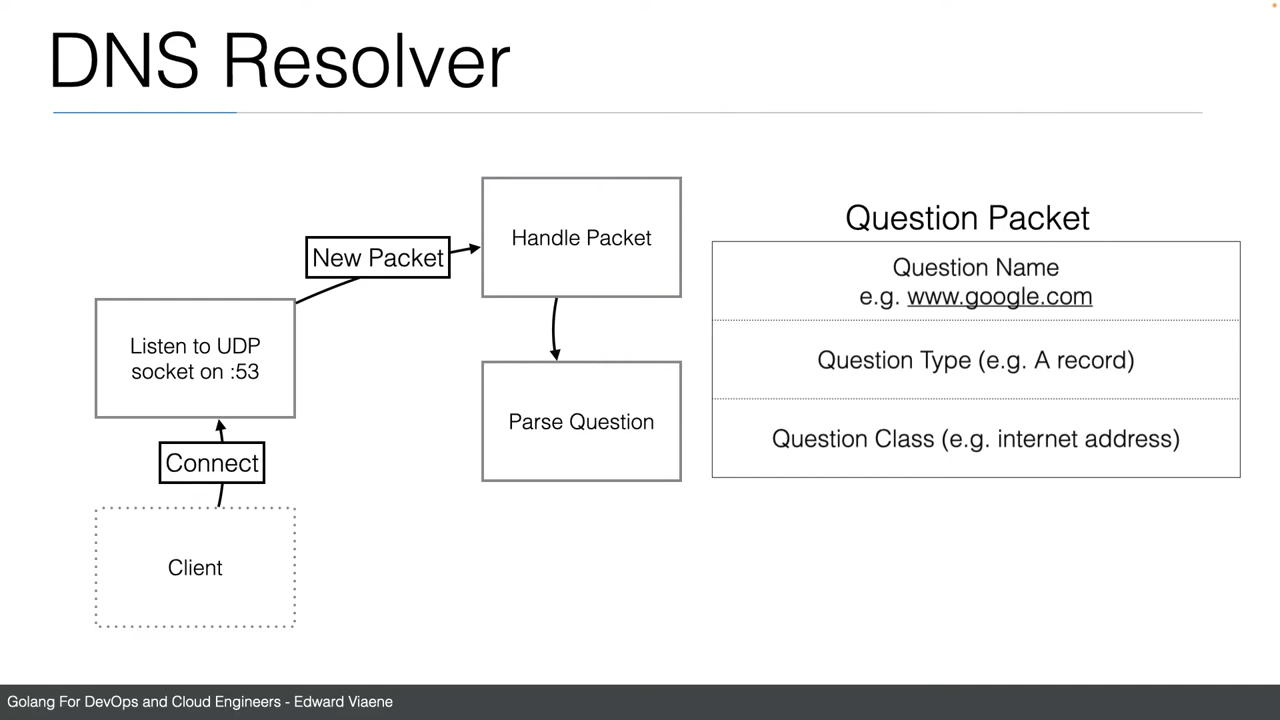 DNS Resolver
Handle Packet
New Packet
Listen to UDP
socket on :53
Parse Question
Connect
Client
Question Packet
Question Name
e.g. www.google.com
Question Type (e.g. A record)
Question Class (e.g. internet address)
Golang For DevOps and Cloud Engineers - Edward Viaene